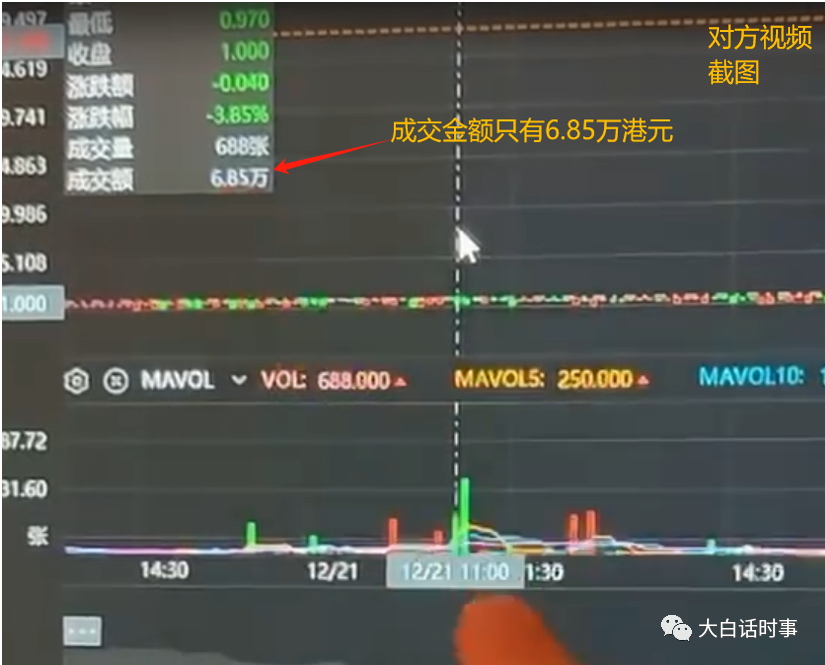 9.497
最低 0.970
对方视频
截图
收盘 1.000
4.619
涨跌额 -0.040
9.741
涨跌幅 -3.85%
成交金额只有6.85万港元
成交量 688张
4.863
成交额 6.85万
9.986
5.108
1.000
MAVOL VOL: 688.000 MAVOL5: 250.000 MAVOL10:
87.72
31.60
张
14:30 12/21 12/21 11:00 1:30 14:30
大白话时事